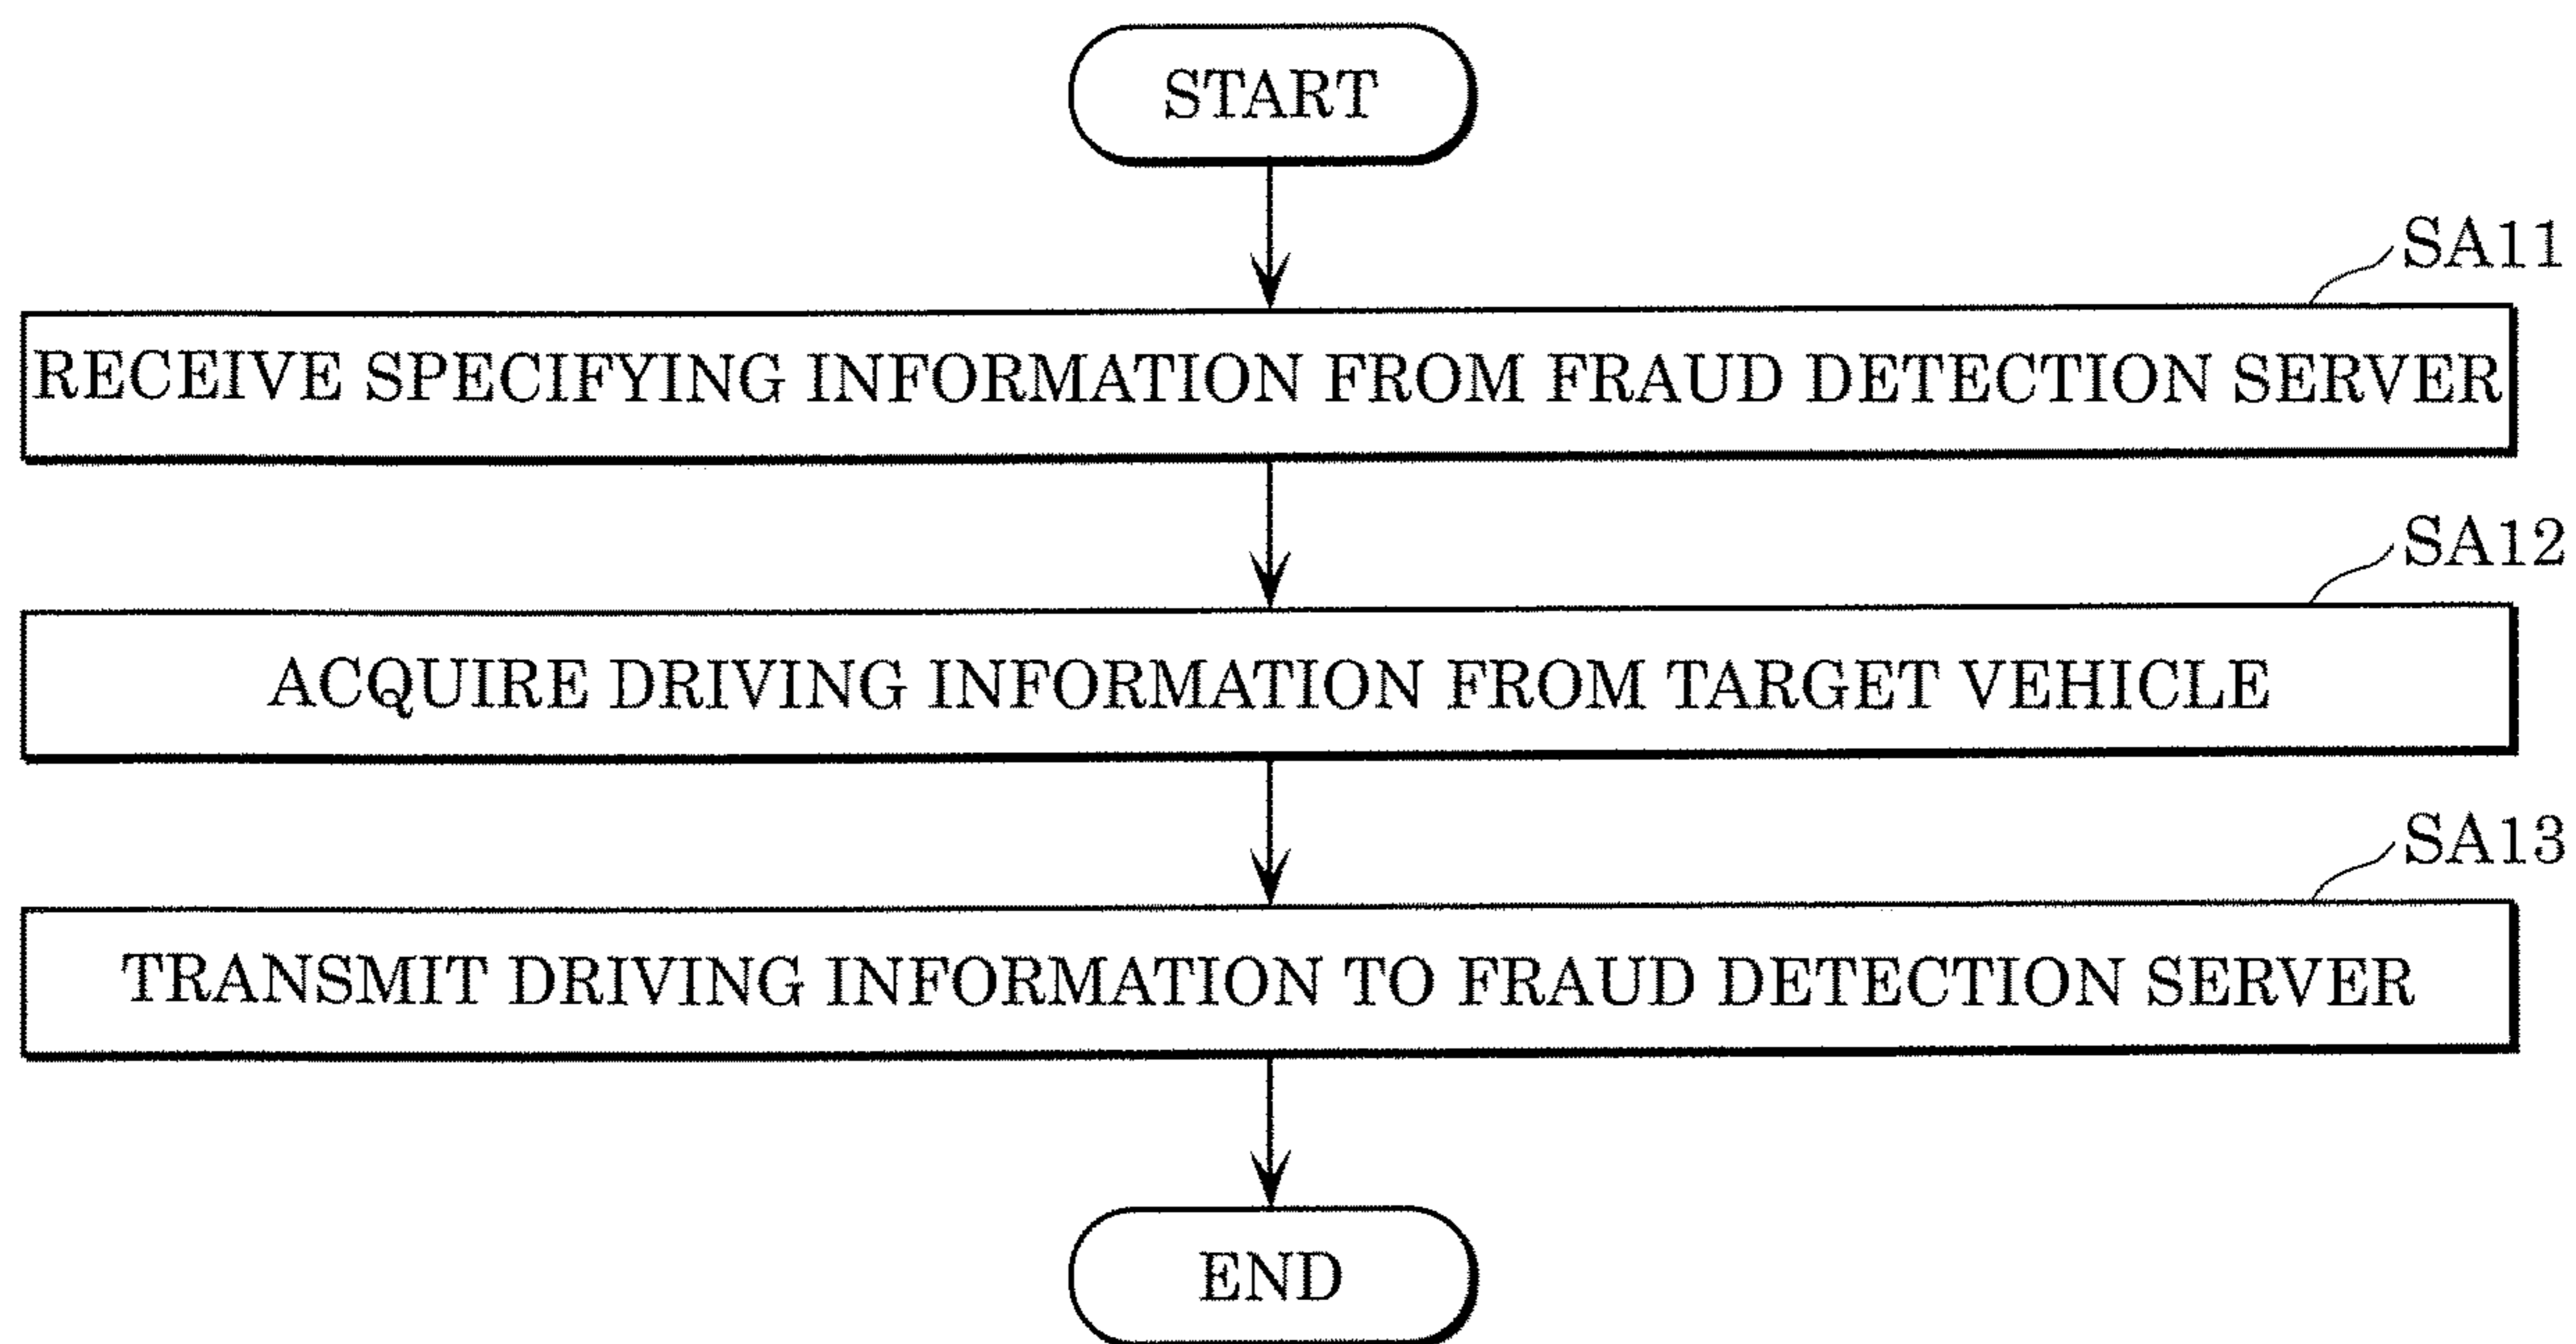 START
SA11
RECEIVE SPECIFYING INFORMATION FROM FRAUD DETECTION SERVER
SA12
ACQUIRE DRIVING INFORMATION FROM TARGET VEHICLE
SA13
TRANSMIT DRIVING INFORMATION TO FRAUD DETECTION SERVER
END